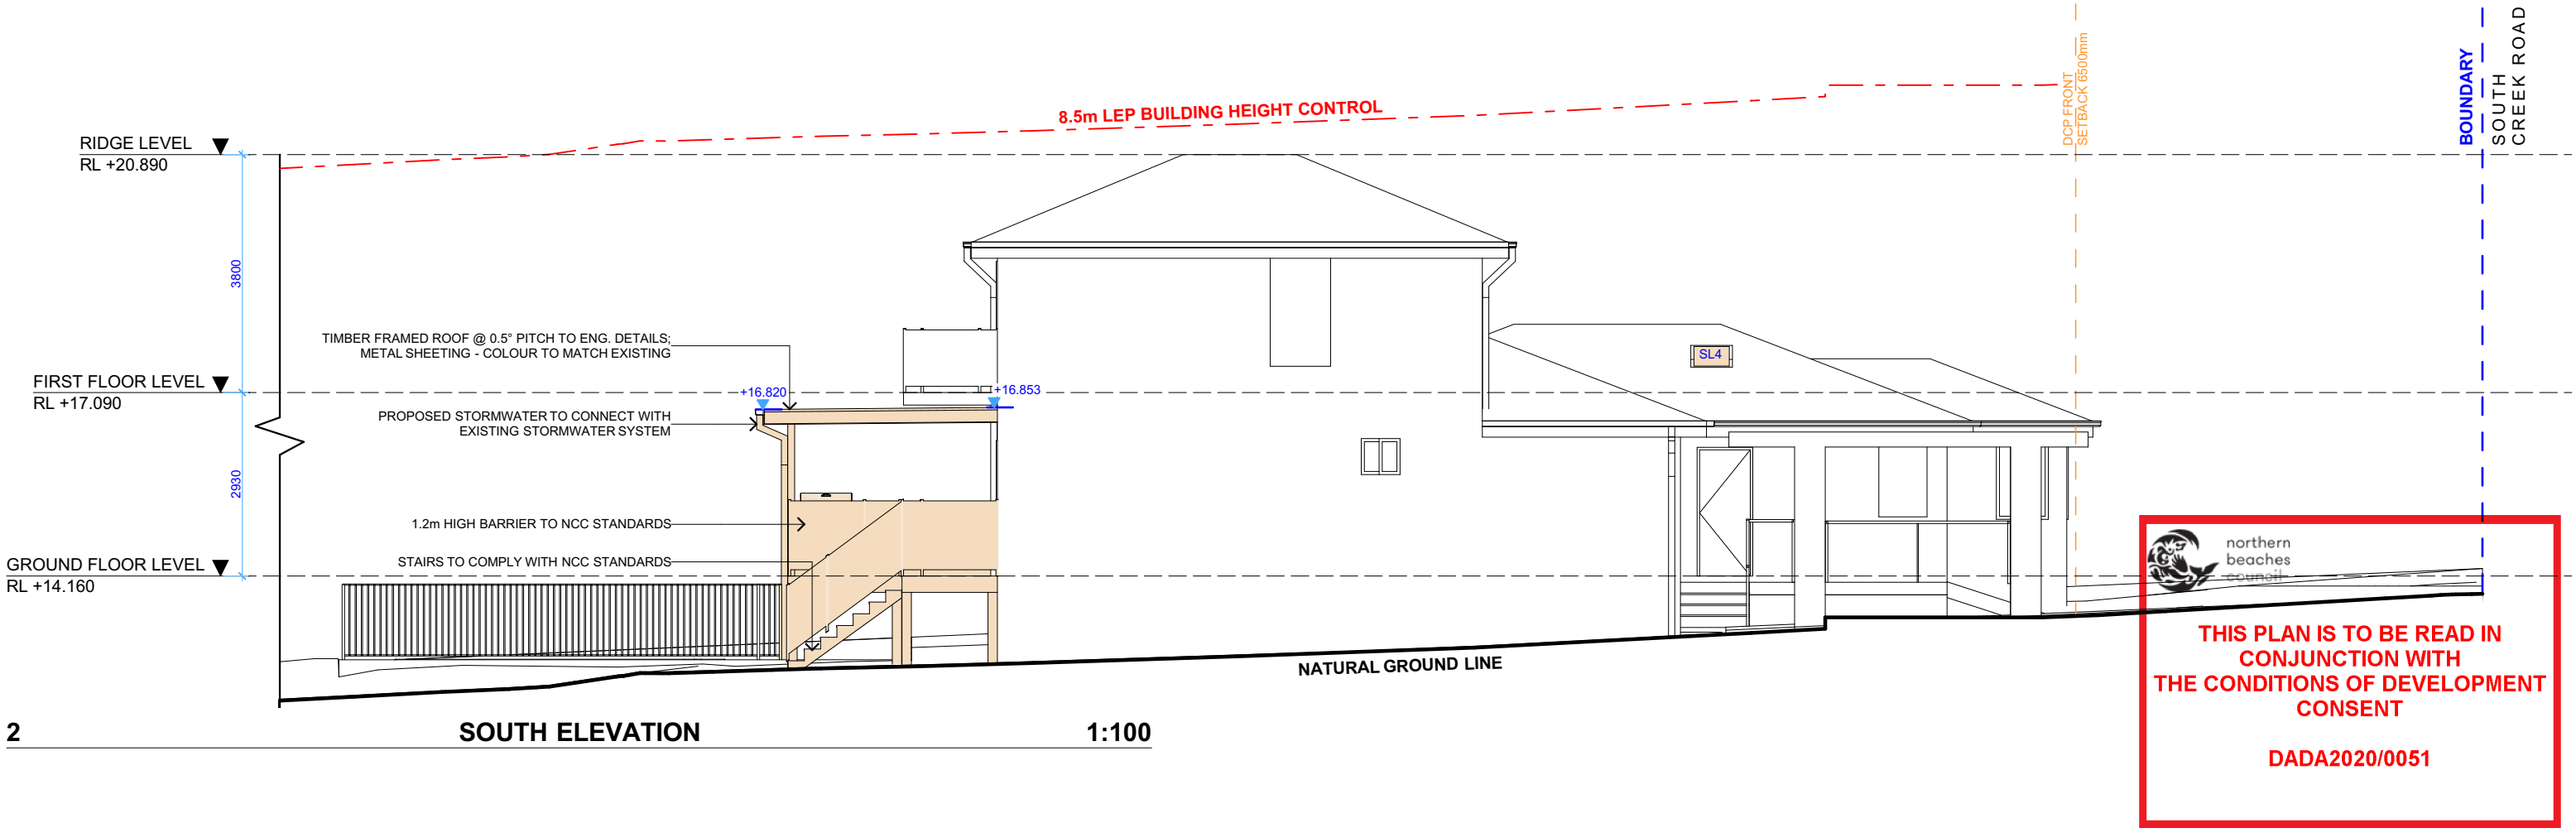 8.5m LEP BUILDING HEIGHT CONTROL
DCP FRONT
SETBACK 6500mm
BOUNDARY
SOUTH
CREEK ROAD
RIDGE LEVEL
RL +20.890
3800
TIMBER FRAMED ROOF @ 0.5° PITCH TO ENG. DETAILS;
METAL SHEETING - COLOUR TO MATCH EXISTING
SL4
FIRST FLOOR LEVEL
RL +17.090
+16.820
+16.853
PROPOSED STORMWATER TO CONNECT WITH
EXISTING STORMWATER SYSTEM
2930
1.2m HIGH BARRIER TO NCC STANDARDS
STAIRS TO COMPLY WITH NCC STANDARDS
GROUND FLOOR LEVEL
RL +14.160
NATURAL GROUND LINE
2
SOUTH ELEVATION
1:100
northern
beaches
council
THIS PLAN IS TO BE READ IN
CONJUNCTION WITH
THE CONDITIONS OF DEVELOPMENT
CONSENT
DADA2020/0051